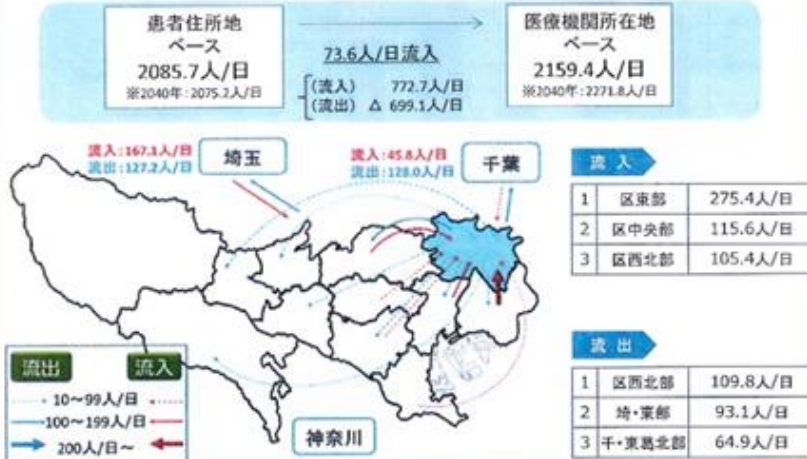 患者住所地
ベース
2085.7人/日
※2040年:2075.2人/日
73.6人/日流入
(流入) 772.7人/日
(流出) △ 699.1人/日
医療機関所在地
ベース
2159.4人/日
※2040年:2271.8人/日
流入:167.1人/日
流出:127.2人/日
埼玉
流入:45.8人/日
流出:128.0人/日
千葉
流入
1 区東部 275.4人/日
2 区中央部 115.6人/日
3 区西北部 105.4人/日
流出
1 区西北部 109.8人/日
2 埼・東部 93.1人/日
3 千・東葛北部 64.9人/日
流出 流入
10~99人/日
100~199人/日
200人/日~
神奈川